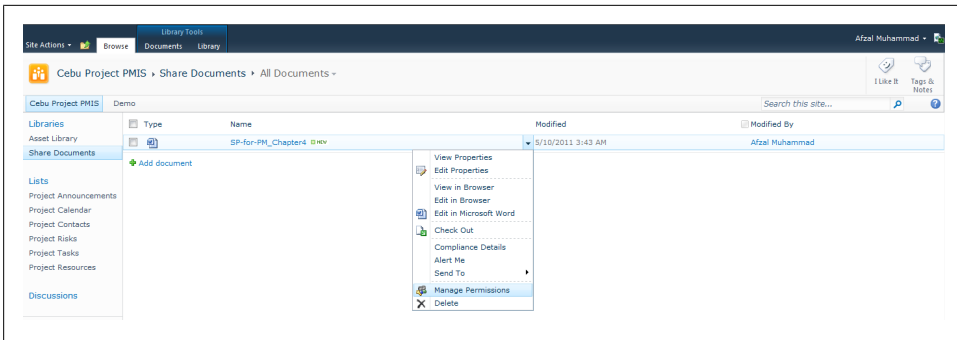 Library Tools
Site Actions Browse Documents Library Afzal Muhammad
Cebu Project PMIS Share Documents All Documents
I Like It Tags & Notes
Cebu Project PMIS Demo Search this site...
Libraries Type Name Modified Modified By
Asset Library SP-for-PM_Chapter4 NEW 5/10/2011 3:43 AM Afzal Muhammad
Share Documents
Add document
View Properties
Edit Properties
View in Browser
Edit in Browser
Edit in Microsoft Word
Check Out
Compliance Details
Alert Me
Send To
Manage Permissions
Delete
Lists
Project Announcements
Project Calendar
Project Contacts
Project Risks
Project Tasks
Project Resources
Discussions